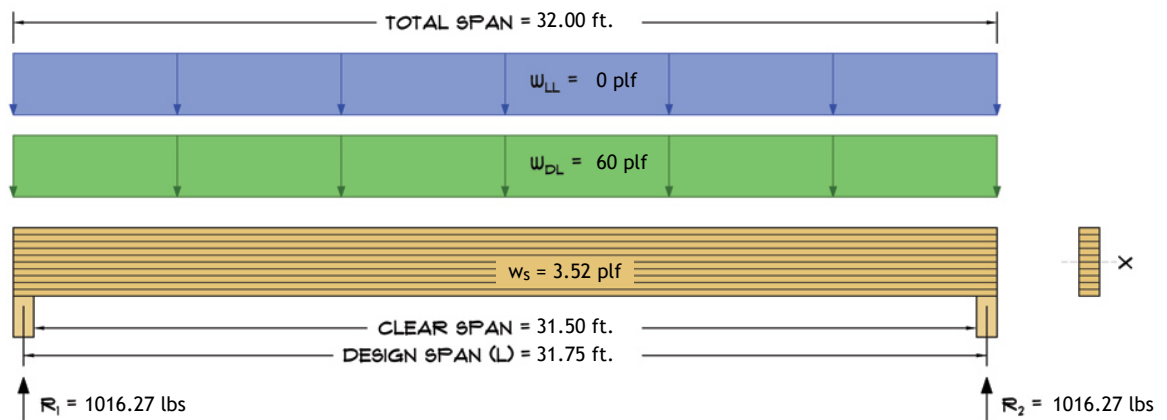 TOTAL SPAN = 32.00 ft.
WLL = 0 plf
WDL = 60 plf
ws = 3.52 plf
X
CLEAR SPAN = 31.50 ft.
DESIGN SPAN (L) = 31.75 ft.
R1 = 1016.27 lbs
R2 = 1016.27 lbs